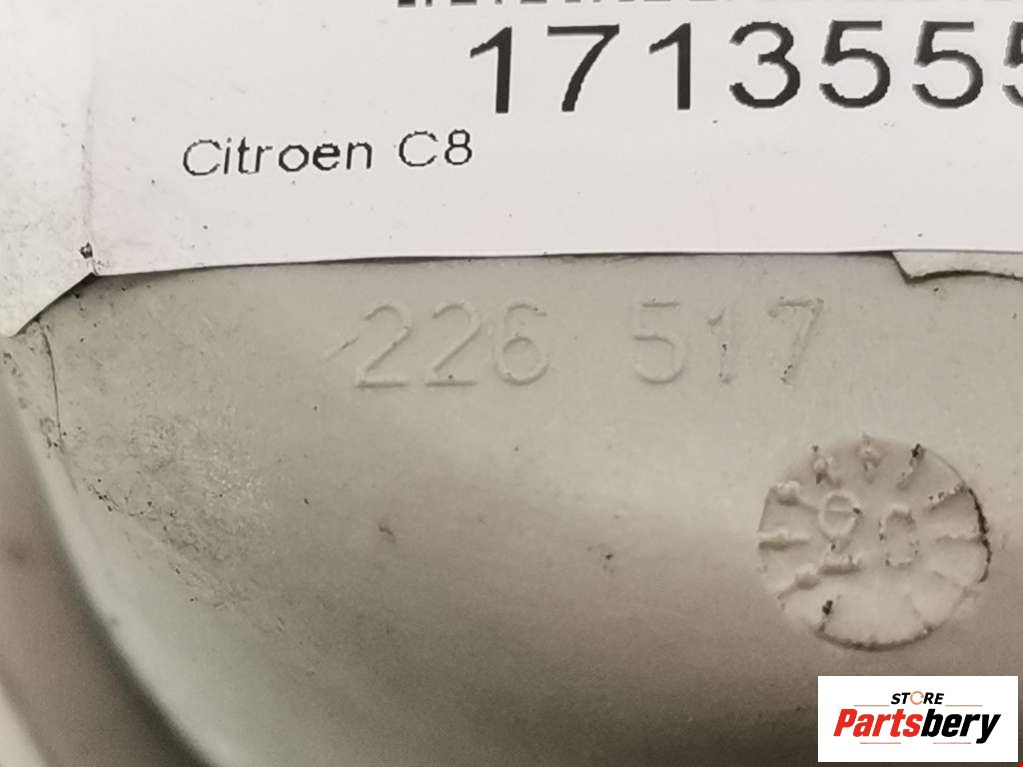 1713555
Citroen C8
226 517
STORE
Partsbery